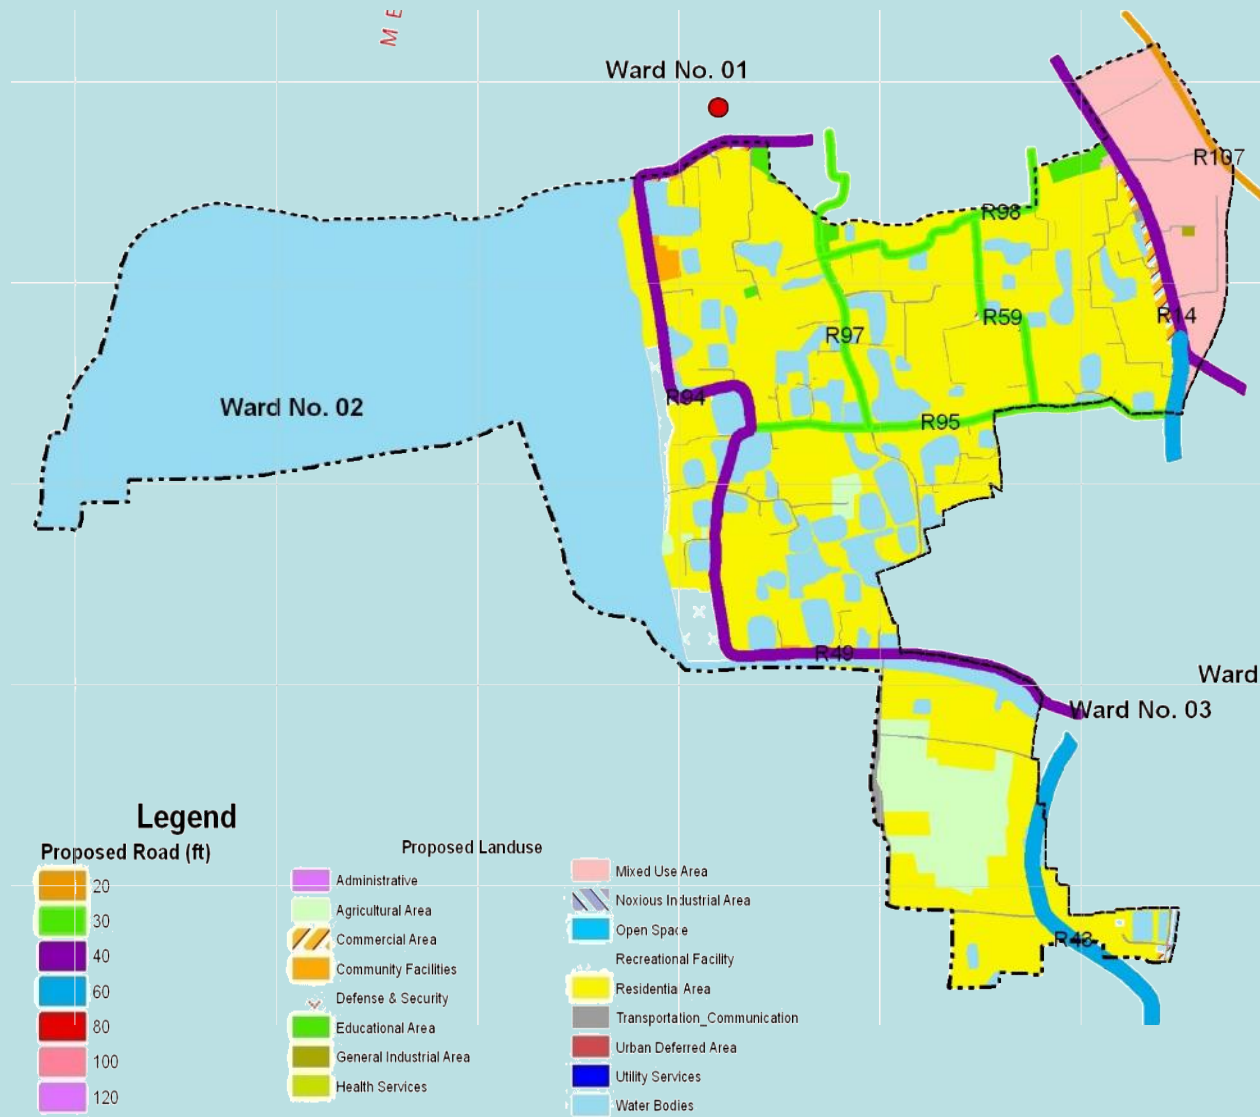 M E
Ward No. 01
R107
R98
R14
R59
R97
R94
Ward No. 02
R95
R49
Ward
Ward No. 03
R43
Legend
Proposed Road (ft)
20
30
40
60
80
100
120
Proposed Landuse
Administrative
Agricultural Area
Commercial Area
Community Facilities
Defense & Security
Educational Area
General Industrial Area
Health Services
Mixed Use Area
Noxious Industrial Area
Open Space
Recreational Facility
Residential Area
Transportation_Communication
Urban Deferred Area
Utility Services
Water Bodies